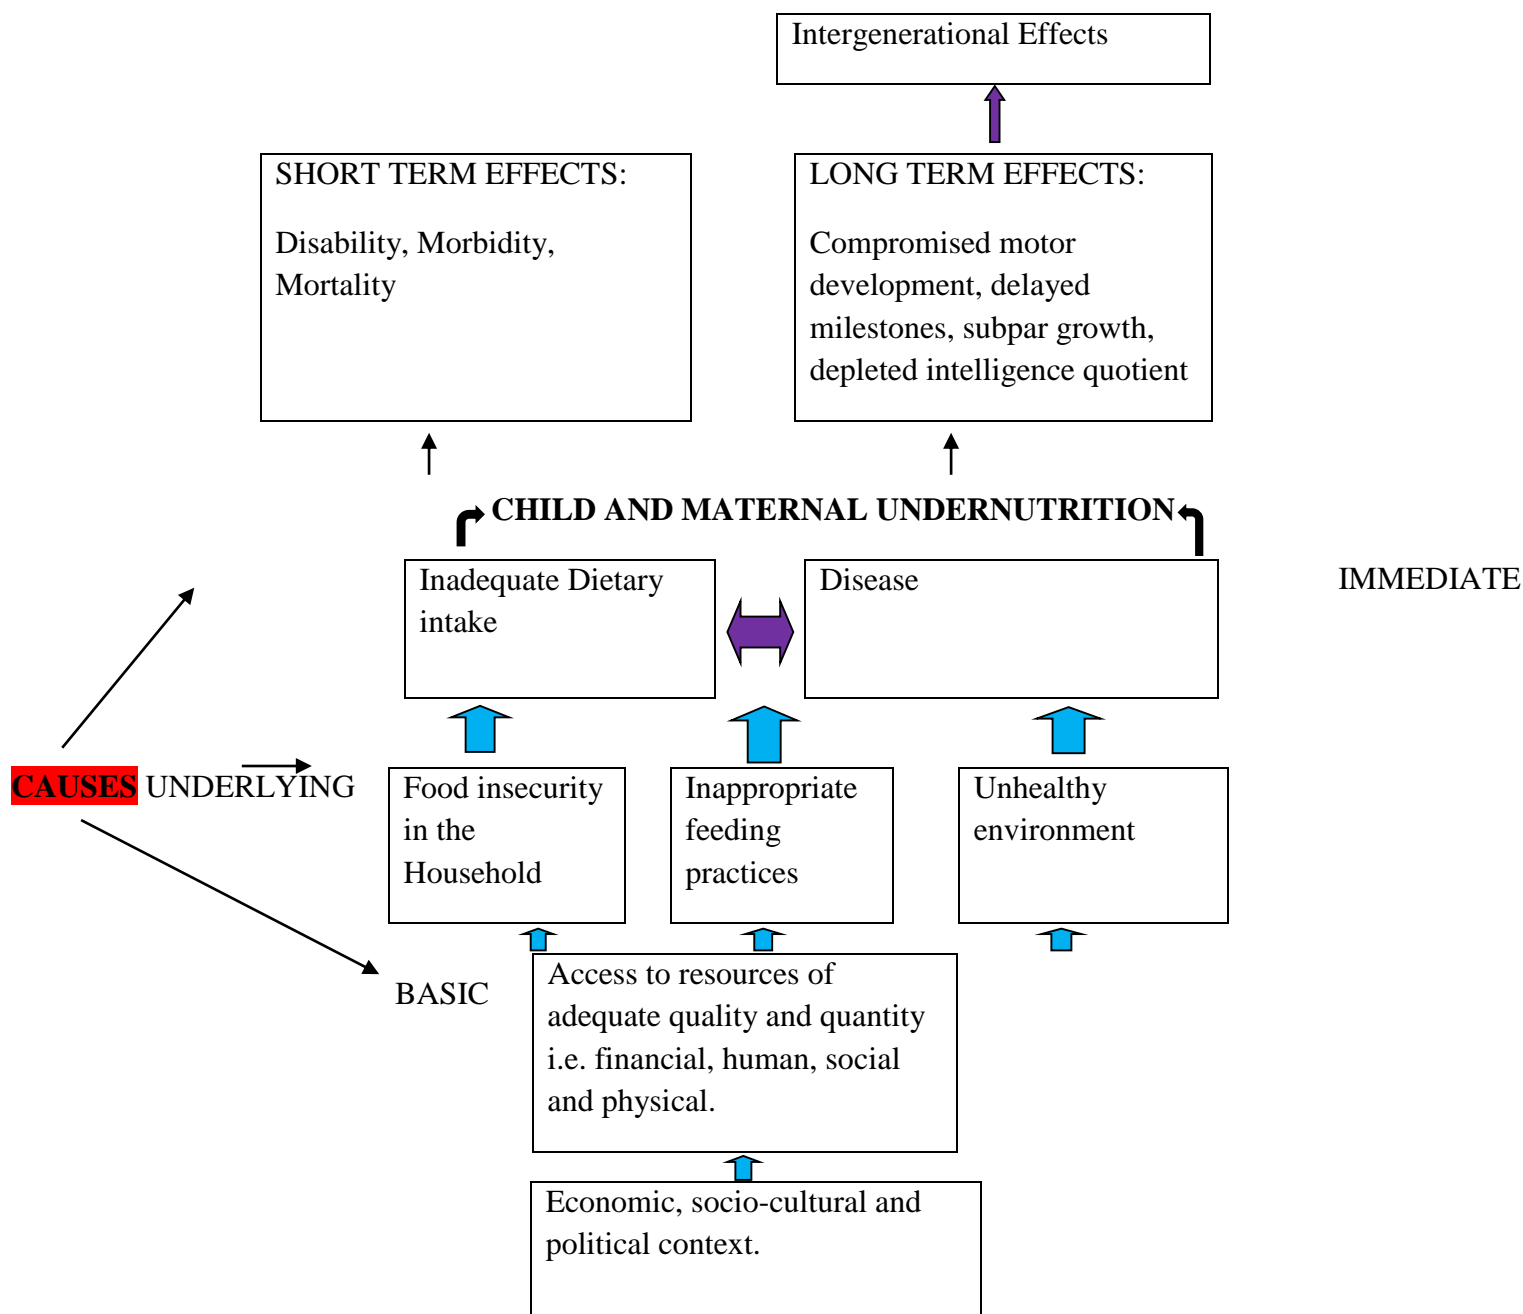 Intergenerational Effects
SHORT TERM EFFECTS:
Disability, Morbidity,
Mortality
LONG TERM EFFECTS:
Compromised motor
development, delayed
milestones, subpar growth,
depleted intelligence quotient
CHILD AND MATERNAL UNDERNUTRITION
Inadequate Dietary
intake
Disease
IMMEDIATE
CAUSES UNDERLYING
Food insecurity
in the
Household
Inappropriate
feeding
practices
Unhealthy
environment
BASIC
Access to resources of
adequate quality and quantity
i.e. financial, human, social
and physical.
Economic, socio-cultural and
political context.